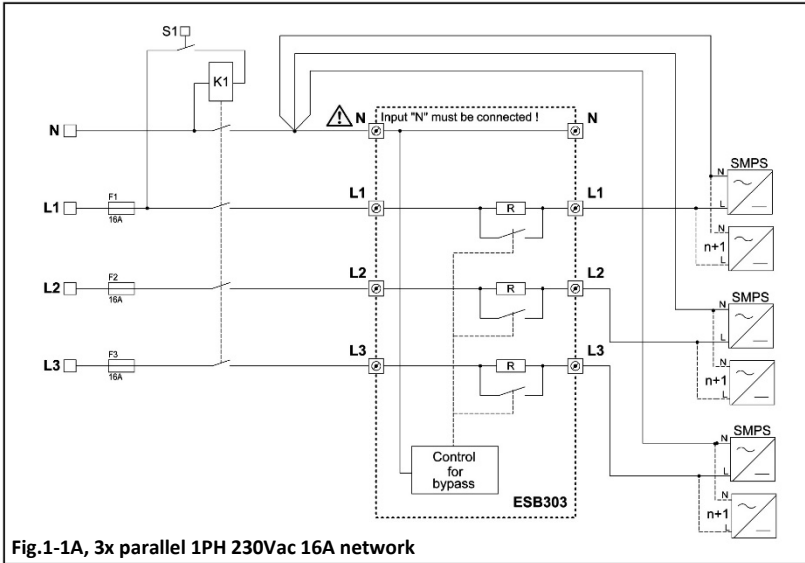 S1
K1
N
N
Input "N" must be connected !
N
SMPS
N
L
L1
F1
16A
L1
R
L1
N
n+1
L
L2
F2
16A
L2
R
L2
SMPS
N
L
N
n+1
L
L3
F3
16A
L3
R
L3
SMPS
N
L
N
n+1
L
Control
for
bypass
ESB303
Fig.1-1A, 3x parallel 1PH 230Vac 16A network